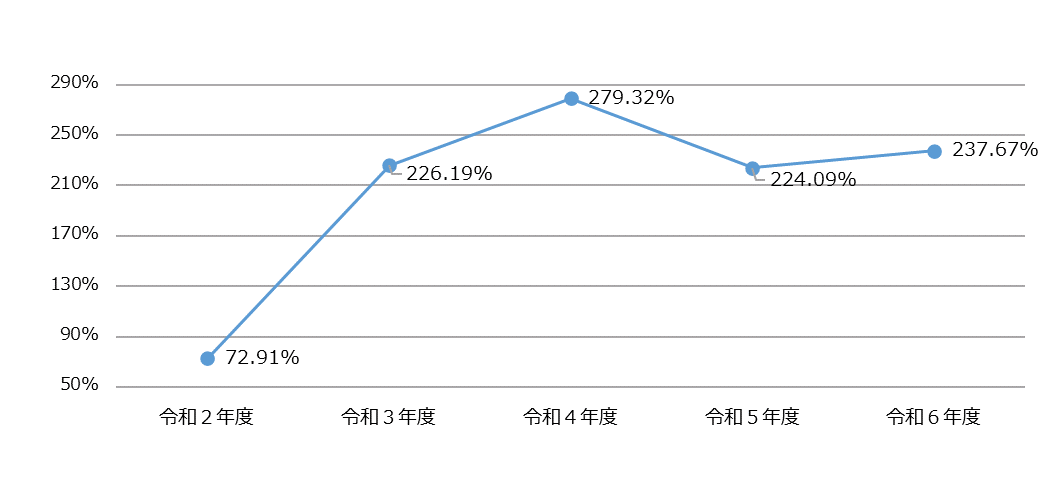 290%
279.32%
250%
237.67%
226.19%
224.09%
210%
170%
130%
90%
72.91%
50%
令和２年度
令和３年度
令和４年度
令和５年度
令和６年度